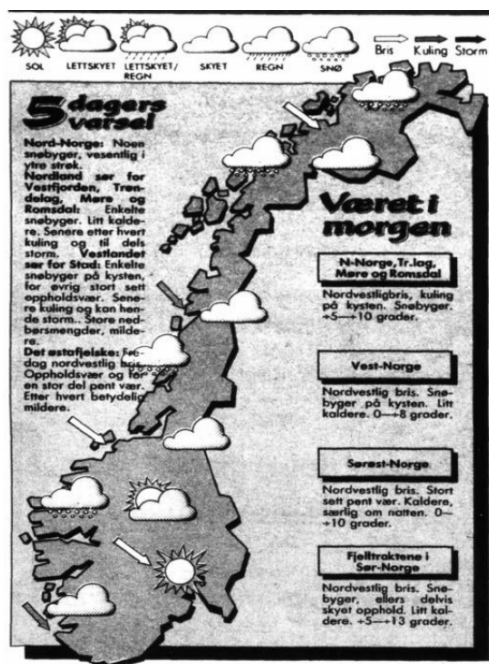 SOL
LETTSKYET
LETTSKYET/
REGN
SKYET
REGN
SNØ
Bris
Kuling
Storm
5 dagers
varsel
Nord-Norge: Noen
snøbyger, vesentlig i
ytre strøk.
Nordland sør for
Vestfjorden, Trøn-
delag, Møre og
Romsdal: Enkelte
snøbyger. Litt kalde-
re. Senere etter hvert
kuling og til dels
storm. Vestlandet
sør for Stad: Enkelte
snøbyger på kysten,
for øvrig stort sett
oppholdsvær. Sene-
re kuling og kan hen-
de storm. Store ned-
børsmengder, milde-
re.
Det østafjelske: Fre-
dag nordvestlig bris.
Oppholdsvær og for
en stor del pent vær.
Etter hvert betydelig
mildere.
Været i
morgen
N-Norge,Tr.lag,
Møre og Romsdal
Nordvestligbris, kuling
på kysten. Snøbyger.
÷5—÷10 grader.
Vest-Norge
Nordvestlig bris. Snø-
byger på kysten. Litt
kaldere. 0—÷8 grader.
Sørøst-Norge
Nordvestlig bris. Stort
sett pent vær. Kaldere,
særlig om natten. 0—
÷10 grader.
Fjelltraktene i
Sør-Norge
Nordvestlig bris. Snø-
byger, ellers delvis
skyet opphold. Litt kal-
dere. ÷5—÷13 grader.